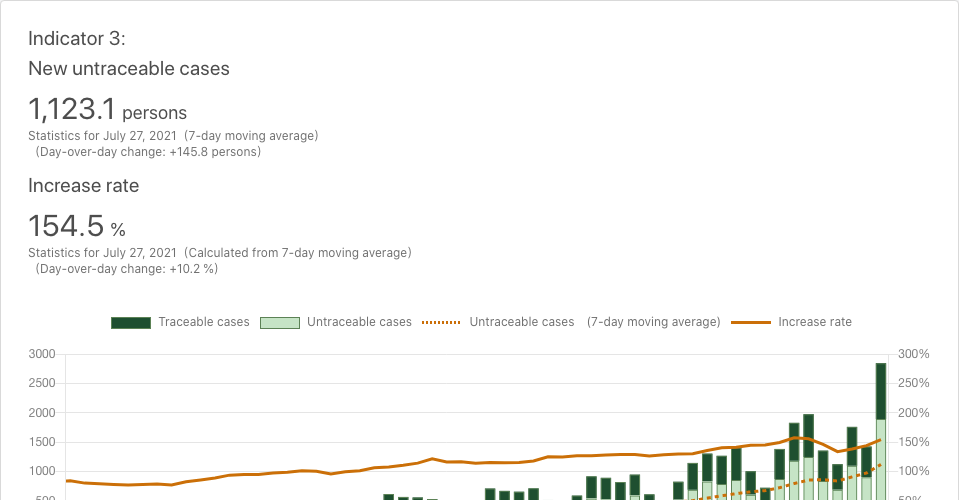 Indicator 3:
New untraceable cases
1,123.1 persons
Statistics for July 27, 2021 (7-day moving average)
(Day-over-day change: +145.8 persons)
Increase rate
154.5 %
Statistics for July 27, 2021 (Calculated from 7-day moving average)
(Day-over-day change: +10.2 %)
Traceable cases Untraceable cases Untraceable cases (7-day moving average) Increase rate
3000 300%
2500 250%
2000 200%
1500 150%
1000 100%
500 50%